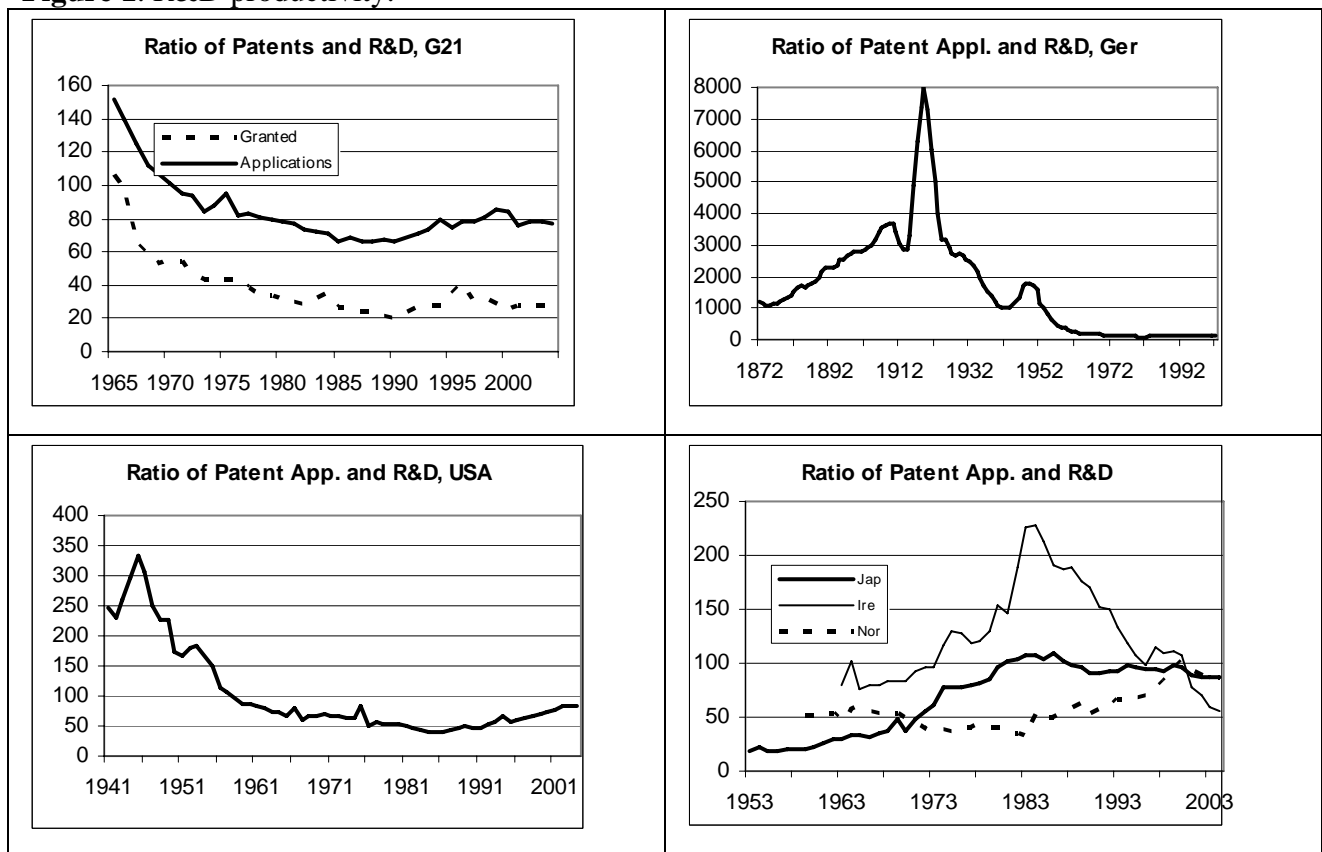 Figure R&D productivity.
Ratio of Patents and R&D, G21
160
140
120
100
80
60
40
20
0
Granted
Applications
1965 1970 1975 1980 1985 1990 1995 2000
Ratio of Patent Appl. and R&D, Ger
8000
7000
6000
5000
4000
3000
2000
1000
0
1872 1892 1912 1932 1952 1972 1992
Ratio of Patent App. and R&D, USA
400
350
300
250
200
150
100
50
0
1941 1951 1961 1971 1981 1991 2001
Ratio of Patent App. and R&D
250
200
150
100
50
0
Jap
Ire
Nor
1953 1963 1973 1983 1993 2003